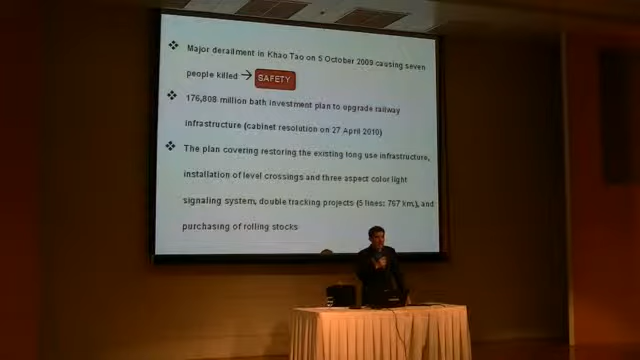 Major derailment in Khao Tao on 5 October 2009 causing seven
people killed → SAFETY
176,808 million bath investment plan to upgrade railway
infrastructure (cabinet resolution on 27 April 2010)
The plan covering restoring the existing long use infrastructure,
installation of level crossings and three aspect color light
signaling system, double tracking projects (5 lines: 767 km.), and
purchasing of rolling stocks